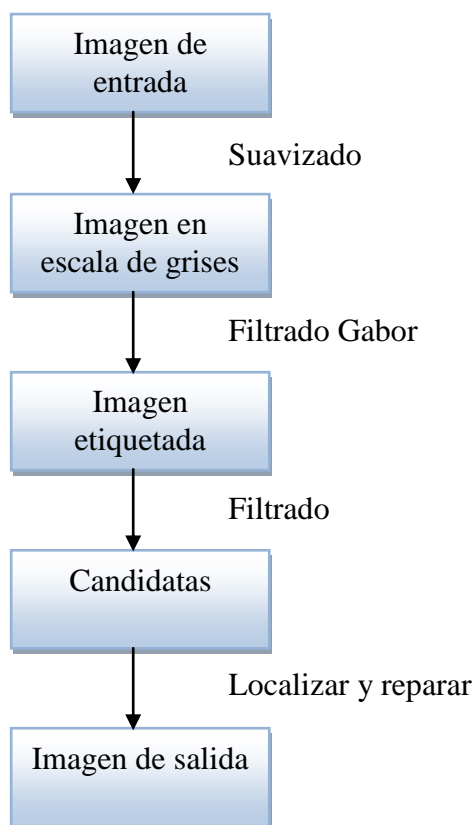 Imagen de
entrada
Suavizado
Imagen en
escala de grises
Filtrado Gabor
Imagen
etiquetada
Filtrado
Candidatas
Localizar y reparar
Imagen de salida